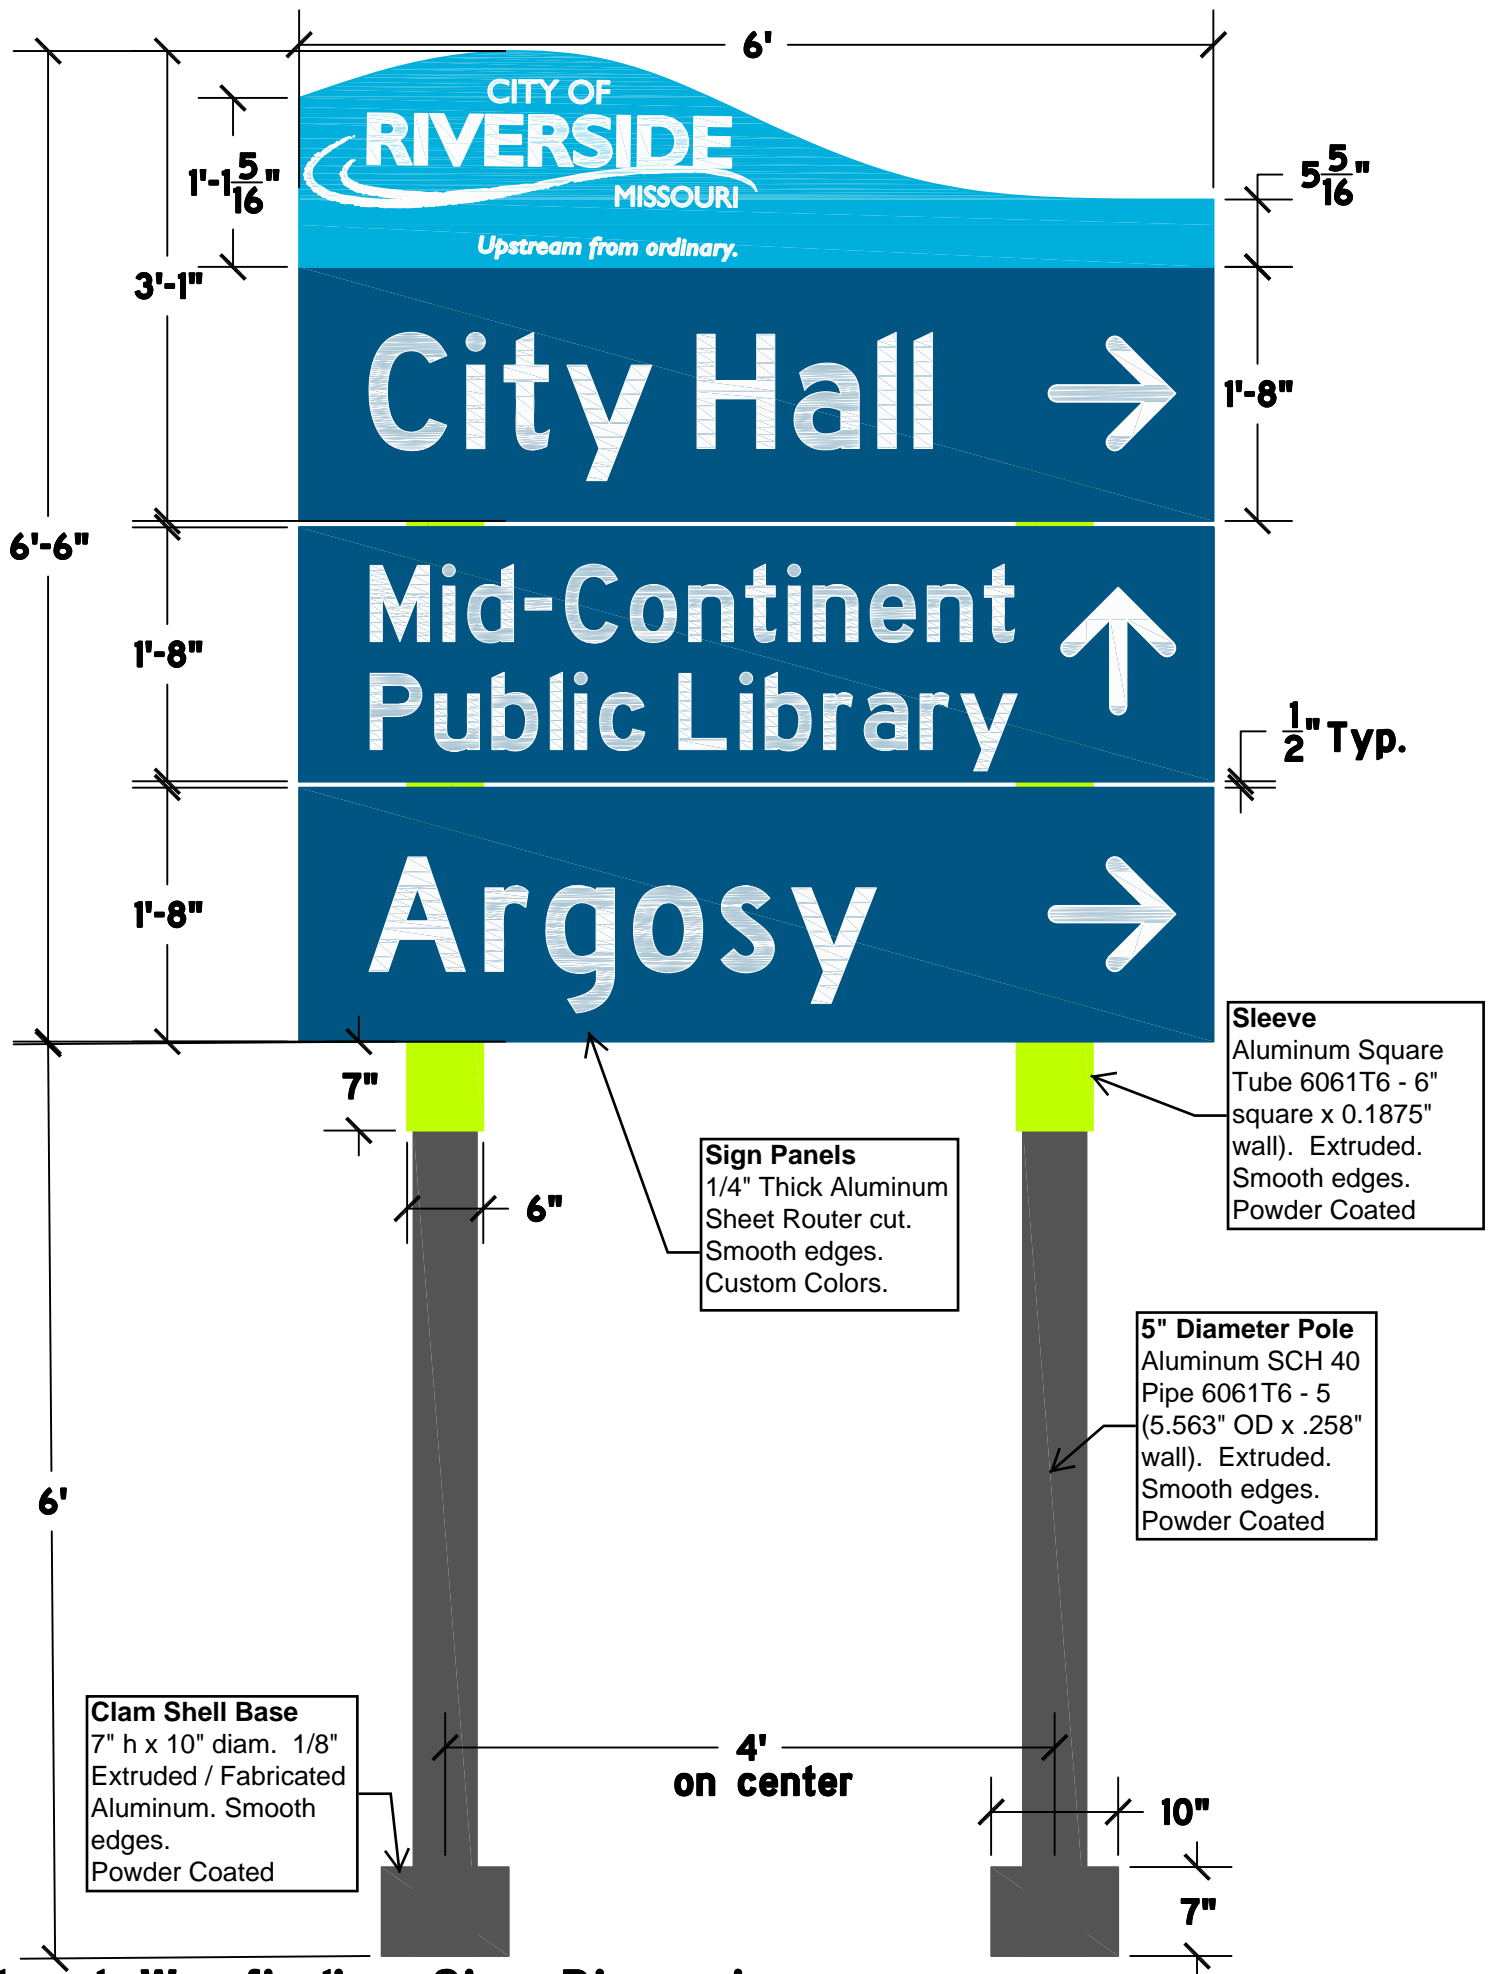 6'
CITY OF
RIVERSIDE
MISSOURI
Upstream from ordinary.
1'-1 5/16"
5 5/16"
3'-1"
City Hall
1'-8"
6'-6"
Mid-Continent
Public Library
1'-8"
1/2" Typ.
Argosy
1'-8"
7"
6"
Sleeve
Aluminum Square
Tube 6061T6 - 6"
square x 0.1875"
wall). Extruded.
Smooth edges.
Powder Coated
Sign Panels
1/4" Thick Aluminum
Sheet Router cut.
Smooth edges.
Custom Colors.
5" Diameter Pole
Aluminum SCH 40
Pipe 6061T6 - 5
(5.563" OD x .258"
wall). Extruded.
Smooth edges.
Powder Coated
6'
Clam Shell Base
7" h x 10" diam. 1/8"
Extruded / Fabricated
Aluminum. Smooth
edges.
Powder Coated
4'
on center
10"
7"